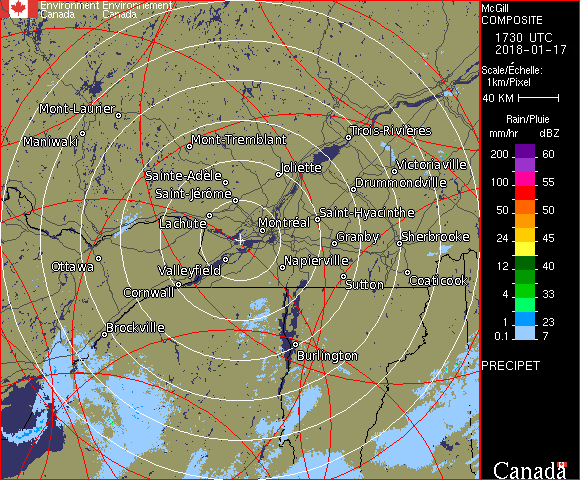 Environment Environnement
Canada Canada
McGill
COMPOSITE
1730 UTC
2018-01-17
Scale/Échelle:
1km/Pixel
40 KM
Rain/Pluie
mm/hr dBZ
200 60
150 57
100 55
50 50
24 45
12 40
4 33
1 23
0.1 7
PRECIPET
Canada
Mont-Laurier
Maniwaki
Mont-Tremblant
Trois-Rivières
Joliette
Victoriaville
Sainte-Adèle
Drummondville
Saint-Jérôme
Lachute
Montréal
Saint-Hyacinthe
Granby
Sherbrooke
Ottawa
Valleyfield
Napierville
Cornwall
Sutton
Coaticook
Brockville
Burlington